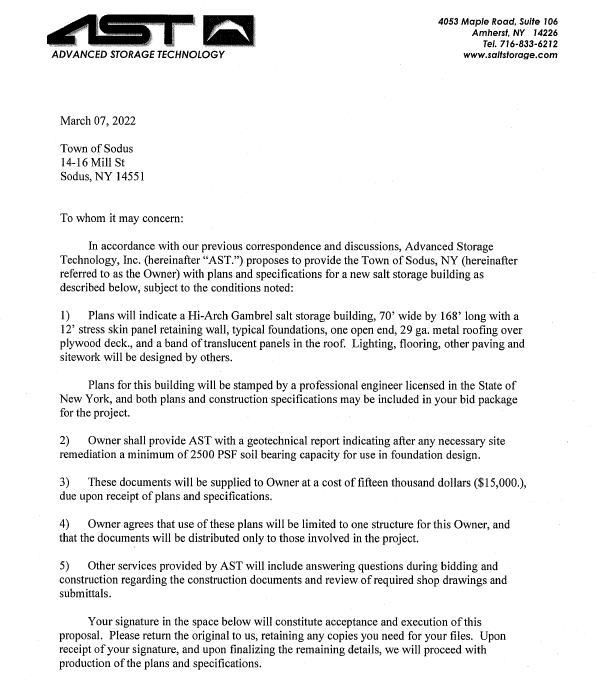 AST
ADVANCED STORAGE TECHNOLOGY
4053 Maple Road, Suite 106
Amherst, NY 14226
Tel. 716-833-6212
www.saltstorage.com
March 07, 2022
Town of Sodus
14-16 Mill St
Sodus, NY 14551
To whom it may concern:
In accordance with our previous correspondence and discussions, Advanced Storage
Technology, Inc. (hereinafter “AST.”) proposes to provide the Town of Sodus, NY (hereinafter
referred to as the Owner) with plans and specifications for a new salt storage building as
described below, subject to the conditions noted:
1) Plans will indicate a Hi-Arch Gambrel salt storage building, 70’ wide by 168’ long with a
12’ stress skin panel retaining wall, typical foundations, one open end, 29 ga. metal roofing over
plywood deck., and a band of translucent panels in the roof. Lighting, flooring, other paving and
sitework will be designed by others.
Plans for this building will be stamped by a professional engineer licensed in the State of
New York, and both plans and construction specifications may be included in your bid package
for the project.
2) Owner shall provide AST with a geotechnical report indicating after any necessary site
remediation a minimum of 2500 PSF soil bearing capacity for use in foundation design.
3) These documents will be supplied to Owner at a cost of fifteen thousand dollars ($15,000.),
due upon receipt of plans and specifications.
4) Owner agrees that use of these plans will be limited to one structure for this Owner, and
that the documents will be distributed only to those involved in the project.
5) Other services provided by AST will include answering questions during bidding and
construction regarding the construction documents and review of required shop drawings and
submittals.
Your signature in the space below will constitute acceptance and execution of this
proposal. Please return the original to us, retaining any copies you need for your files. Upon
receipt of your signature, and upon finalizing the remaining details, we will proceed with
production of the plans and specifications.